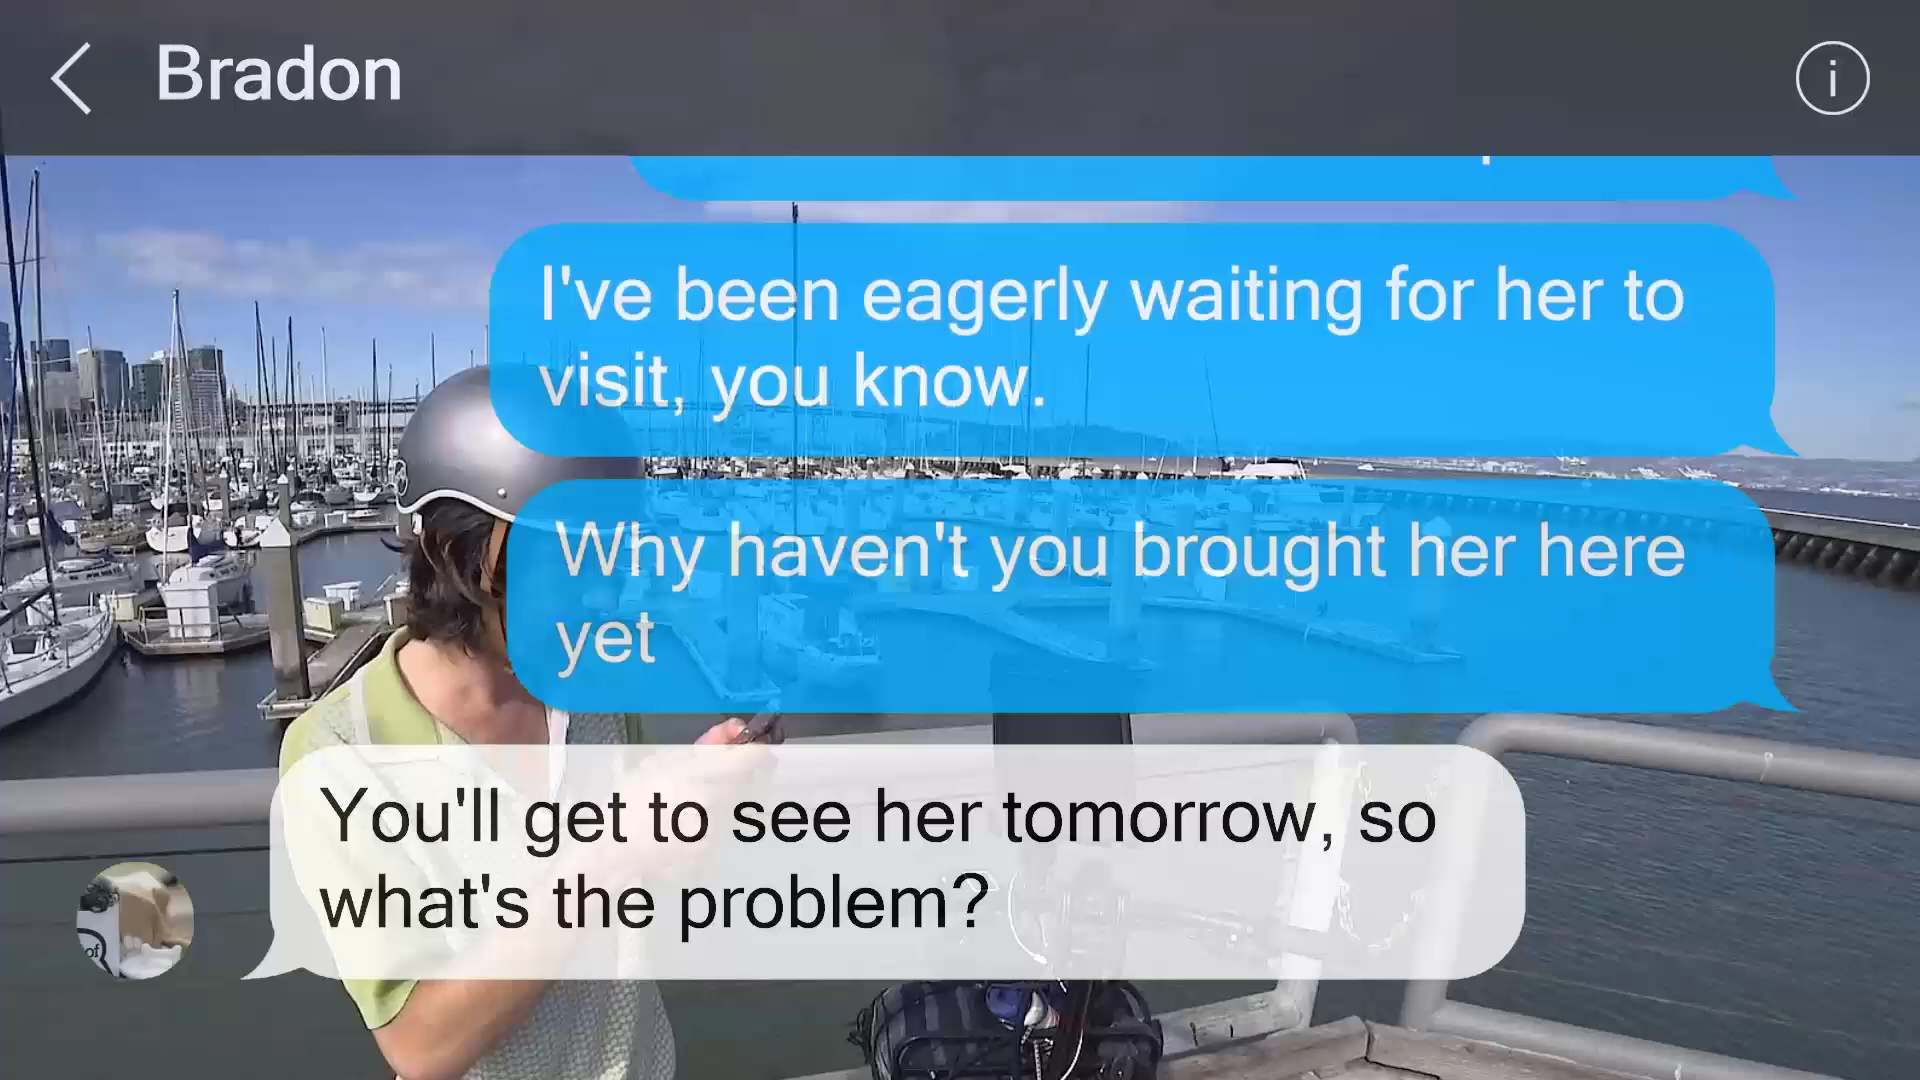 Bradon
I've been eagerly waiting for her to
visit, you know.
Why haven't you brought her here
yet
You'll get to see her tomorrow, so
what's the problem?
of